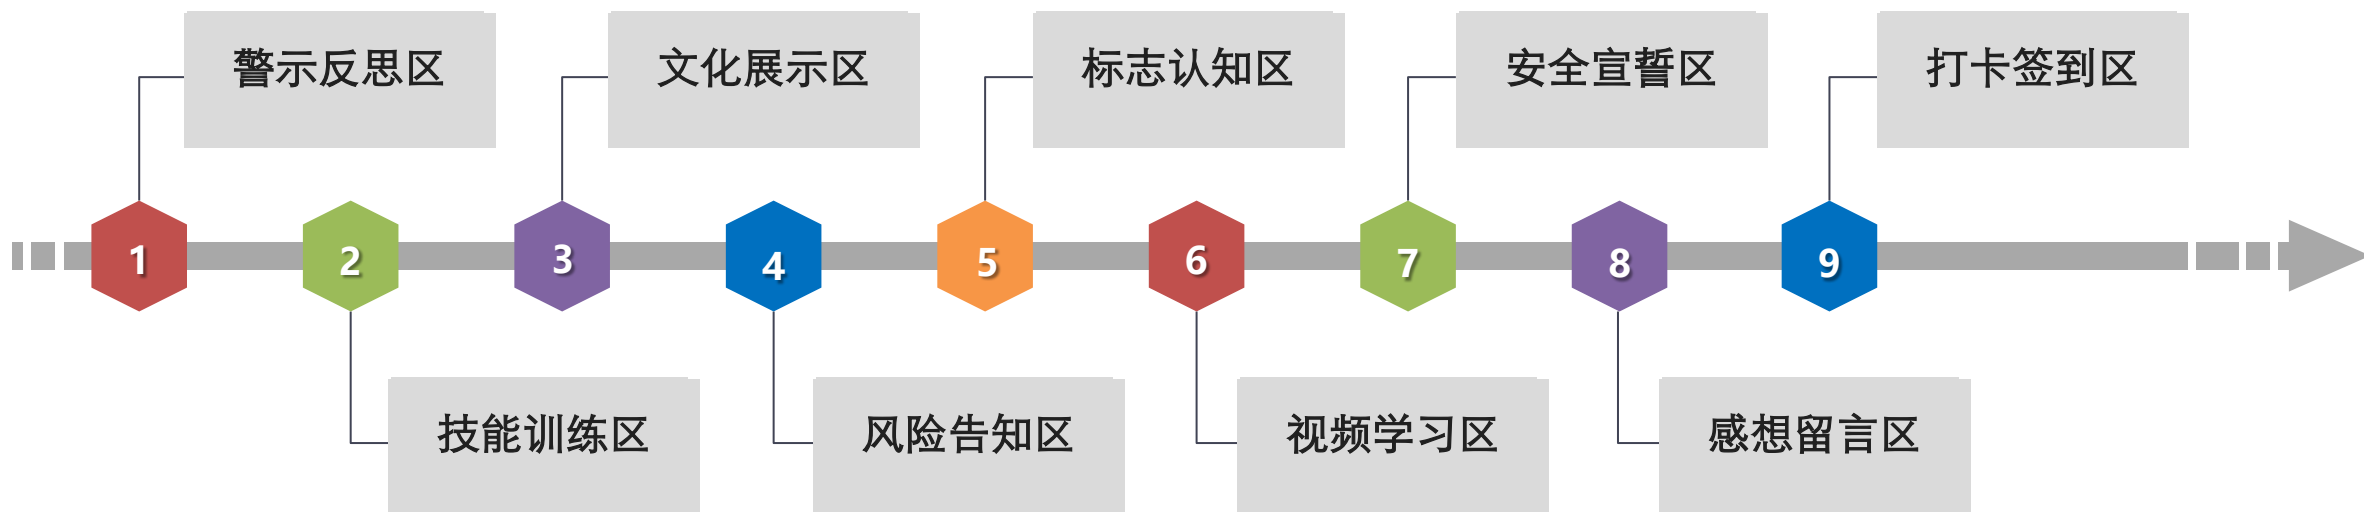 警示反思区
文化展示区
标志认知区
安全宣誓区
打卡签到区
1
2
3
4
5
6
7
8
9
技能训练区
风险告知区
视频学习区
感想留言区